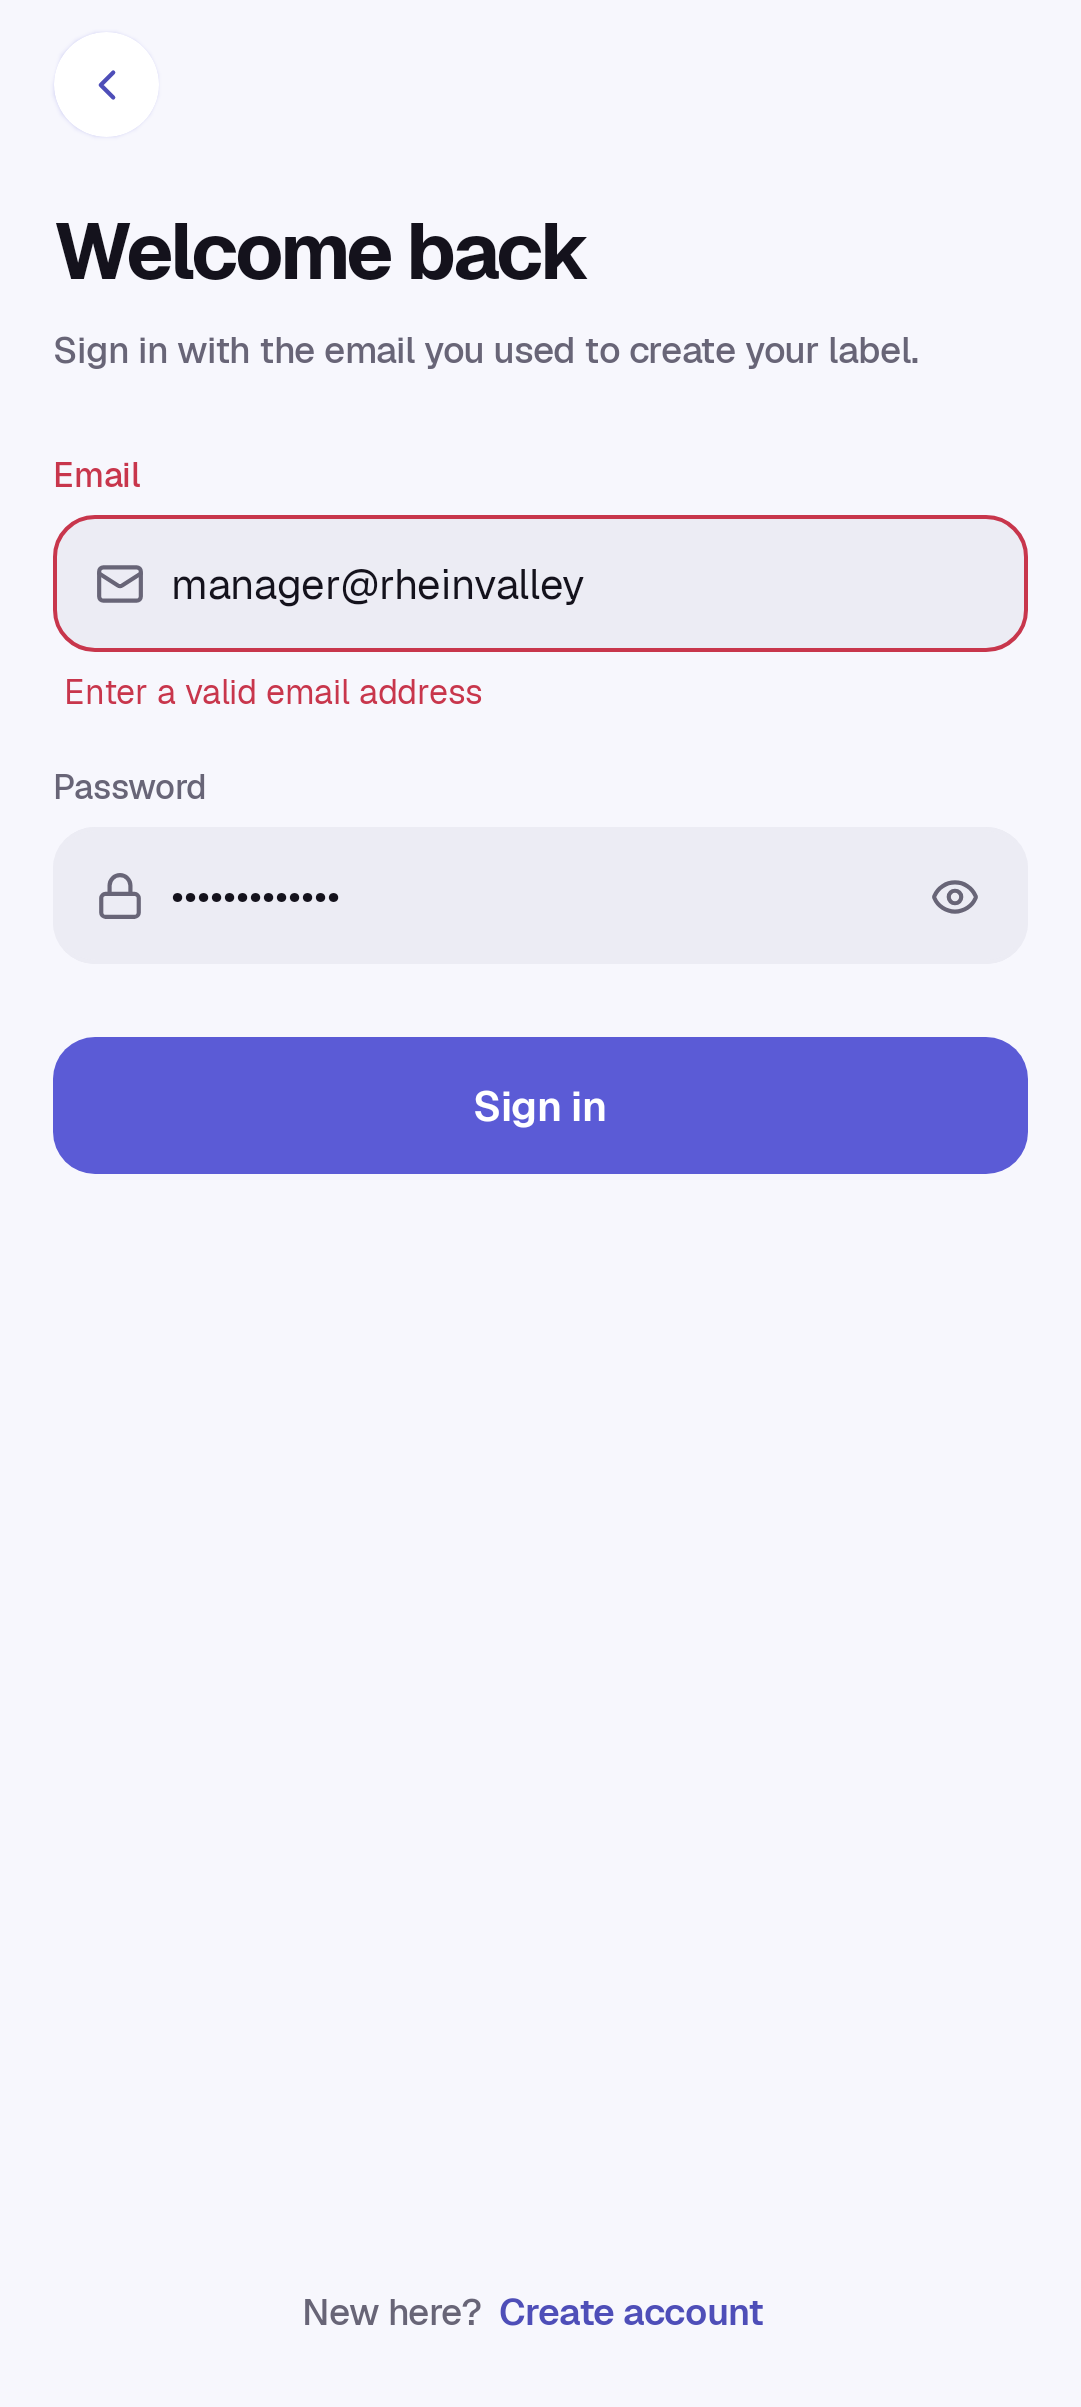 Welcome back
Sign in with the email you used to create your label.
Email
manager@rheinvalley
Enter a valid email address
Password
•••••••••••••
Sign in
New here? Create account